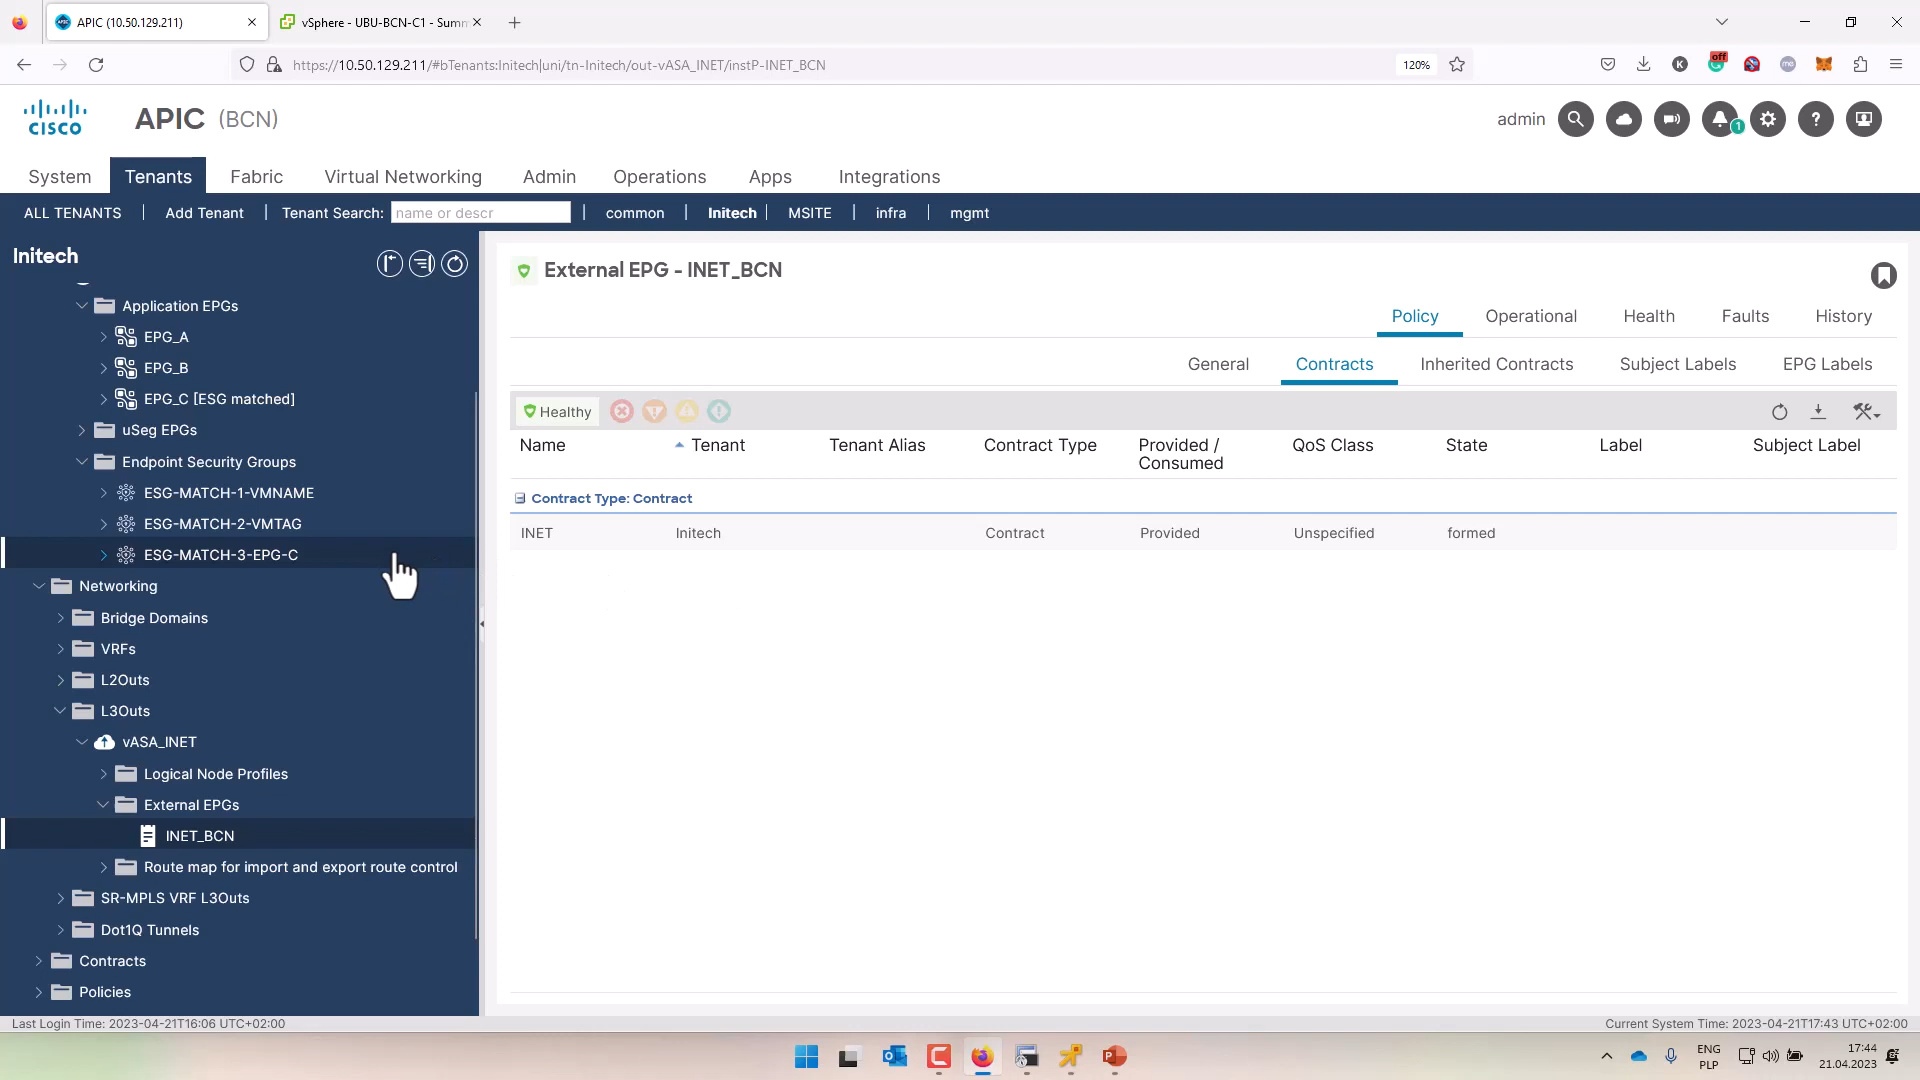 APIC (10.50.129.211)
vSphere - UBU-BCN-C1 - Summ
https://10.50.129.211/#bTenants:Initech|uni/tn-Initech/out-vASA_INET/instP-INET_BCN
120%
off
CISCO
APIC (BCN)
admin
1
System
Tenants
Fabric
Virtual Networking
Admin
Operations
Apps
Integrations
ALL TENANTS
Add Tenant
Tenant Search:
name or descr
common
Initech
MSITE
infra
mgmt
Initech
Application EPGs
EPG_A
EPG_B
EPG_C [ESG matched]
uSeg EPGs
Endpoint Security Groups
ESG-MATCH-1-VMNAME
ESG-MATCH-2-VMTAG
ESG-MATCH-3-EPG-C
Networking
Bridge Domains
VRFs
L2Outs
L3Outs
vASA_INET
Logical Node Profiles
External EPGs
INET_BCN
Route map for import and export route control
SR-MPLS VRF L3Outs
Dot1Q Tunnels
Contracts
Policies
External EPG - INET_BCN
Policy
Operational
Health
Faults
History
General
Contracts
Inherited Contracts
Subject Labels
EPG Labels
Healthy
Name
Tenant
Tenant Alias
Contract Type
Provided /
Consumed
QoS Class
State
Label
Subject Label
Contract Type: Contract
INET
Initech
Contract
Provided
Unspecified
formed
Last Login Time: 2023-04-21T16:06 UTC+02:00
Current System Time: 2023-04-21T17:43 UTC+02:00
ENG
PLP
17:44
21.04.2023